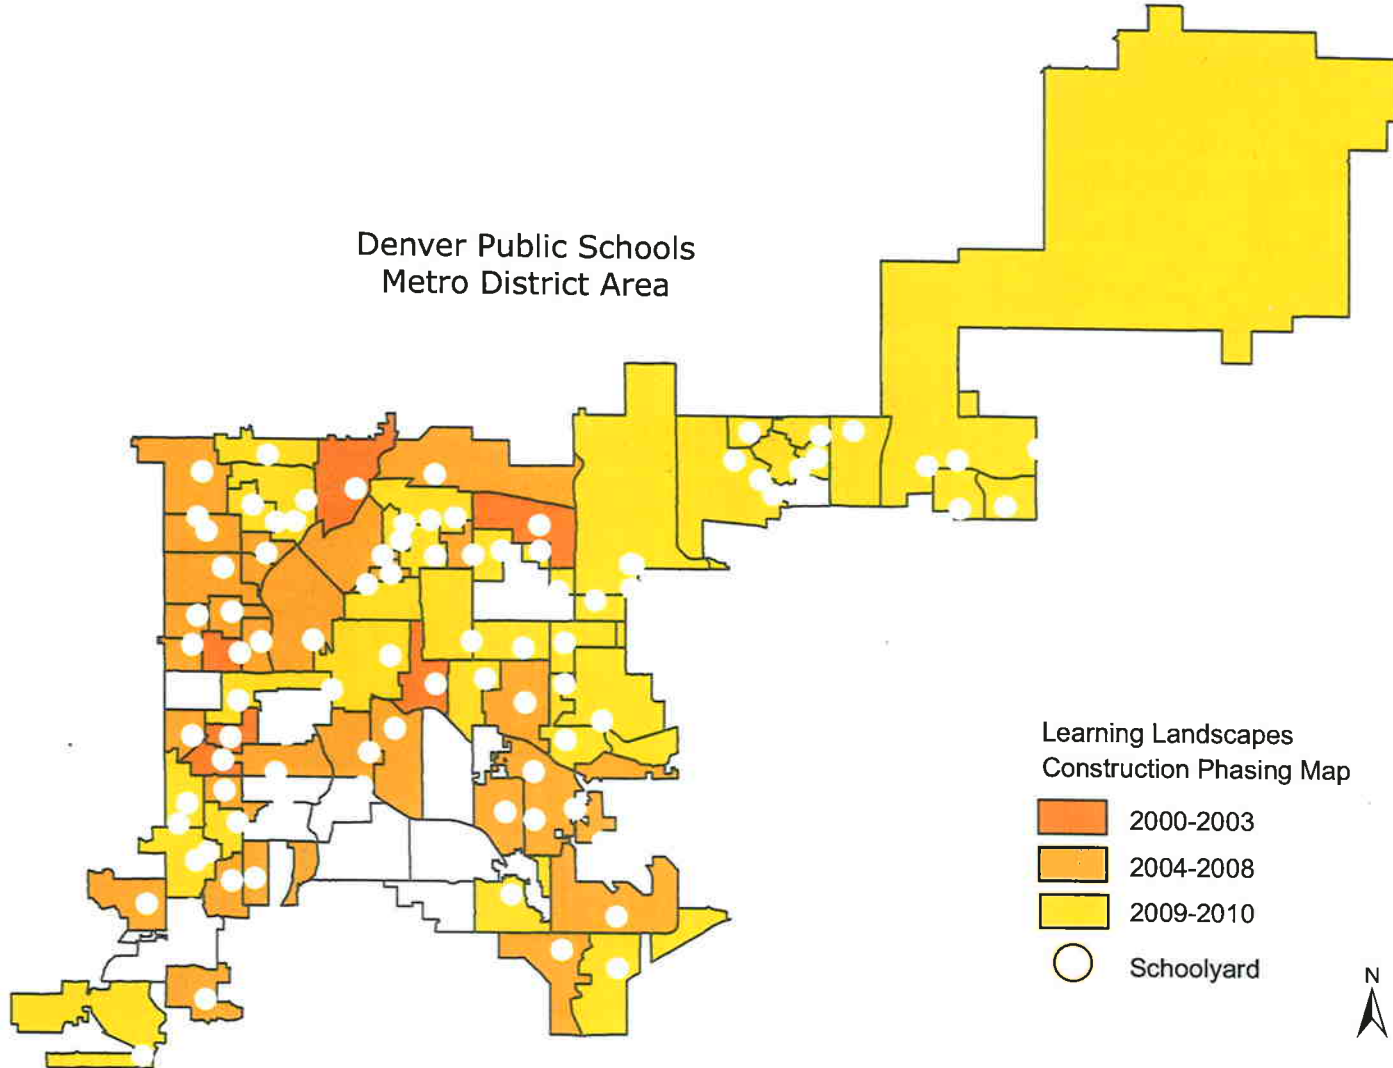 Denver Public Schools
Metro District Area
Learning Landscapes
Construction Phasing Map
2000-2003
2004-2008
2009-2010
Schoolyard
N